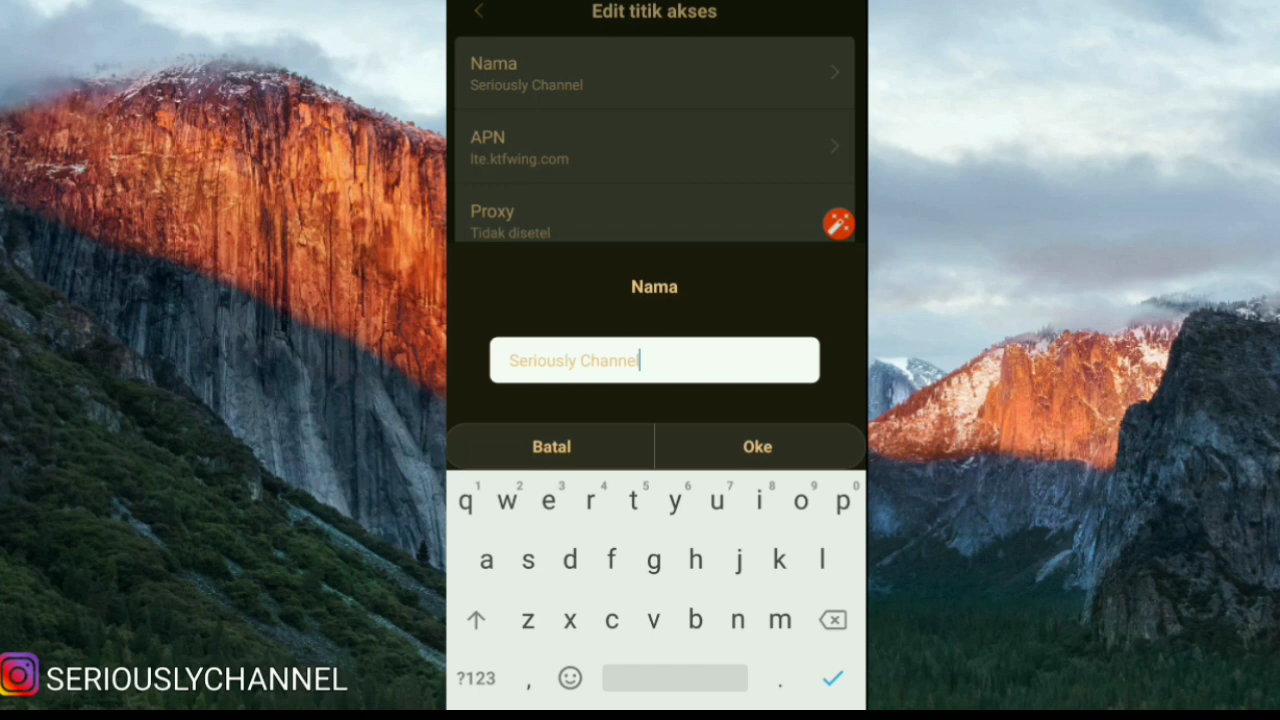 Edit titik akses
Nama
Seriously Channel
APN
lte.ktfwing.com
Proxy
Tidak disetel
Nama
Seriously Channel
Batal
Oke
1 2 3 4 5 6 7 8 9 0
q w e r t y u i o p
a s d f g h j k l
z x c v b n m
?123 , .
SERIOUSLYCHANNEL